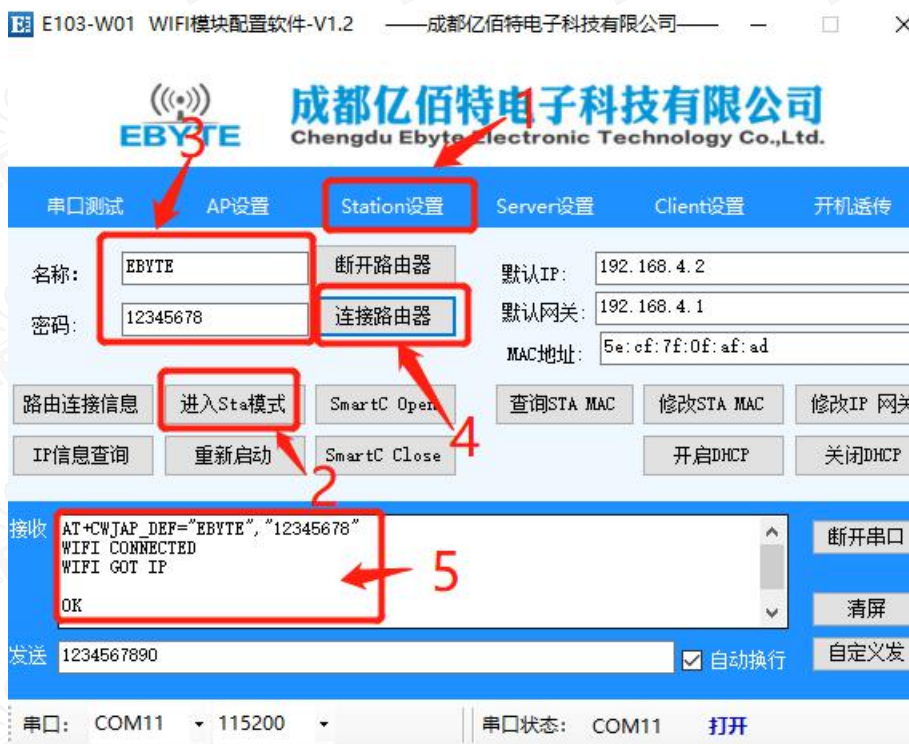 E103-W01 WIFI模块配置软件-V1.2 ——成都亿佰特电子科技有限公司——
EBYTE
成都亿佰特电子科技有限公司
Chengdu Ebyte Electronic Technology Co.,Ltd.
1
3
串口测试 AP设置 Station设置 Server设置 Client设置 开机透传
名称: EBYTE 断开路由器 默认IP: 192.168.4.2
密码: 12345678 连接路由器 默认网关: 192.168.4.1
MAC地址: 5e:cf:7f:0f:af:ad
路由连接信息 进入Sta模式 SmartC Open 查询STA MAC 修改STA MAC 修改IP 网关
4
IP信息查询 重新启动 SmartC Close 开启DHCP 关闭DHCP
2
接收 AT+CWJAP_DEF="EBYTE","12345678"
WIFI CONNECTED
WIFI GOT IP
OK
5
断开串口
清屏
发送 1234567890 自动换行 自定义发
串口: COM11 115200 串口状态: COM11 打开